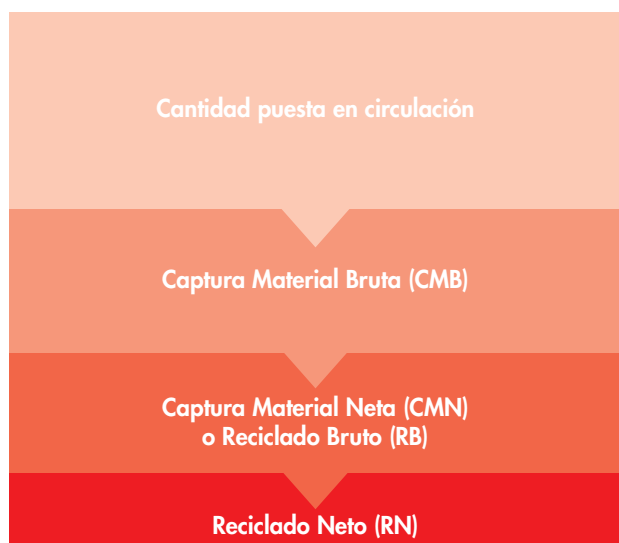 Cantidad puesta en circulación
Captura Material Bruta (CMB)
Captura Material Neta (CMN)
o Reciclado Bruto (RB)
Reciclado Neto (RN)